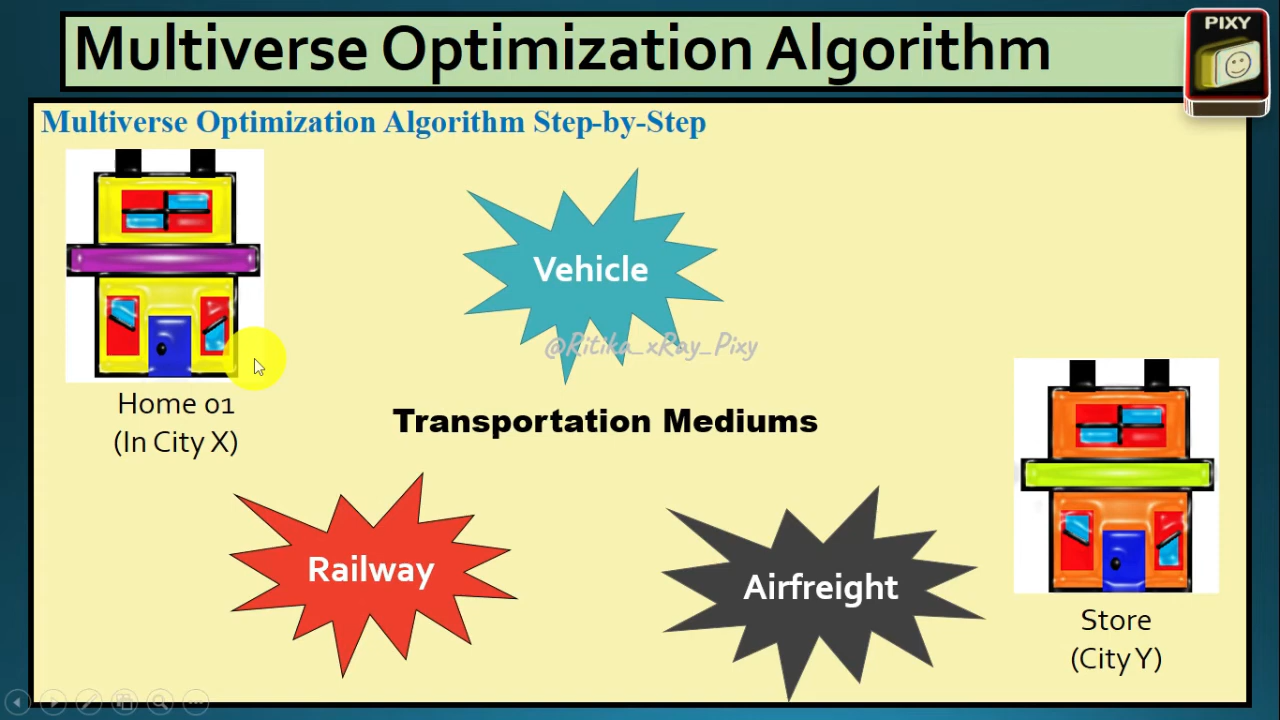 Multiverse Optimization Algorithm
PIXY
Multiverse Optimization Algorithm Step-by-Step
Vehicle
@Ritika_xRay_Pixy
Home 01
(In City X)
Transportation Mediums
Railway
Airfreight
Store
(City Y)